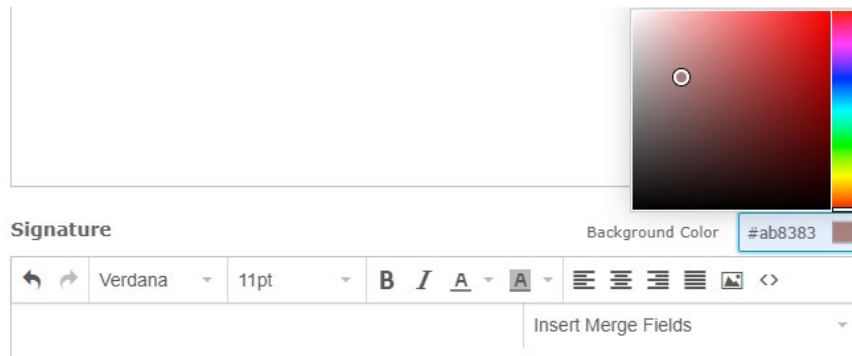 Signature
Background Color
#ab8383
Verdana
11pt
B I A A
Insert Merge Fields